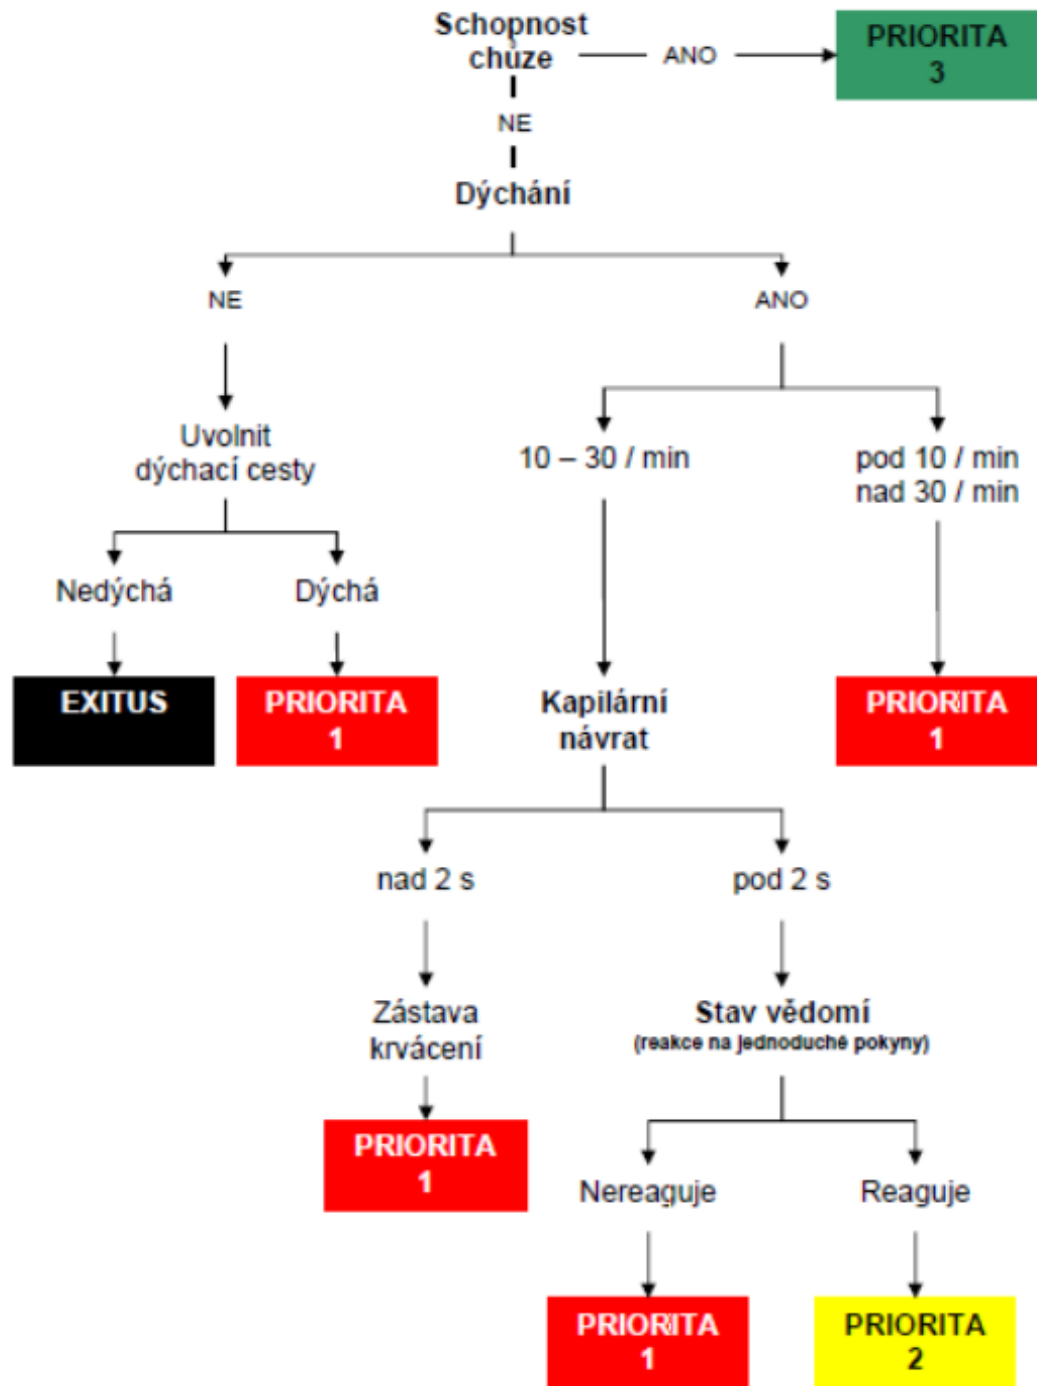 Schopnost
chůze
ANO
PRIORITA
3
NE
Dýchání
NE
ANO
Uvolnit
dýchací cesty
10 – 30 / min
pod 10 / min
nad 30 / min
Nedýchá
Dýchá
EXITUS
PRIORITA
1
Kapilární
návrat
PRIORITA
1
nad 2 s
pod 2 s
Zástava
krvácení
Stav vědomí
(reakce na jednoduché pokyny)
PRIORITA
1
Nereaguje
Reaguje
PRIORITA
1
PRIORITA
2